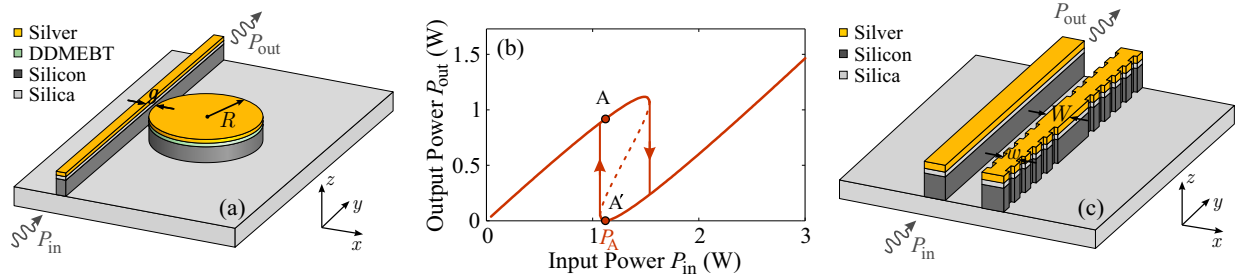 Silver
DDMEBT
Silicon
Silica
P_out
g
R
(a)
P_in
z
y
x
(b)
Output Power P_out (W)
1.5
1
0.5
0
A
A′
P_A
0
1
2
3
Input Power P_in (W)
Silver
Silicon
Silica
P_out
W
w
(c)
P_in
z
y
x